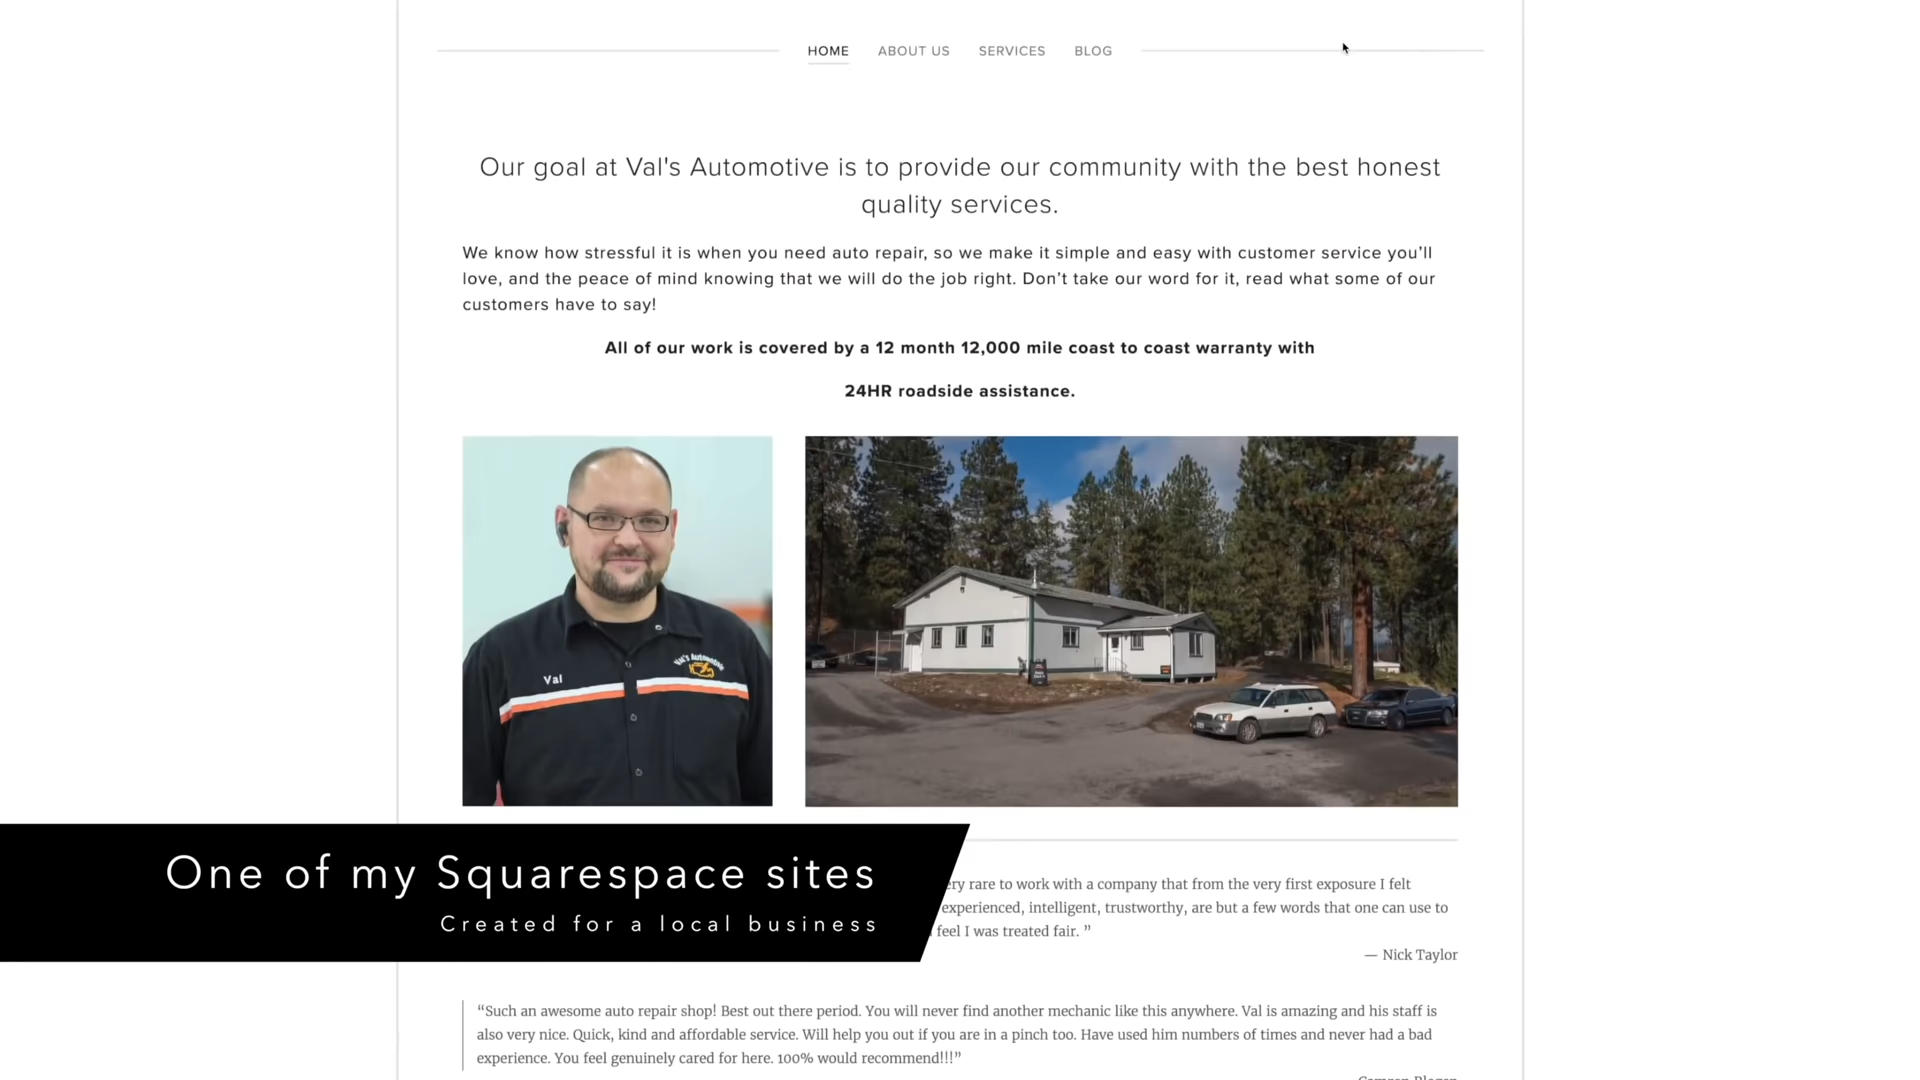 HOME ABOUT US SERVICES BLOG
Our goal at Val's Automotive is to provide our community with the best honest
quality services.
We know how stressful it is when you need auto repair, so we make it simple and easy with customer service you’ll
love, and the peace of mind knowing that we will do the job right. Don’t take our word for it, read what some of our
customers have to say!
All of our work is covered by a 12 month 12,000 mile coast to coast warranty with
24HR roadside assistance.
Val
Val's Automotive
One of my Squarespace sites
Created for a local business
rare to work with a company that from the very first exposure I felt
experienced, intelligent, trustworthy, are but a few words that one can use to
feel I was treated fair. ”
— Nick Taylor
“Such an awesome auto repair shop! Best out there period. You will never find another mechanic like this anywhere. Val is amazing and his staff is
also very nice. Quick, kind and affordable service. Will help you out if you are in a pinch too. Have used him numbers of times and never had a bad
experience. You feel genuinely cared for here. 100% would recommend!!!”